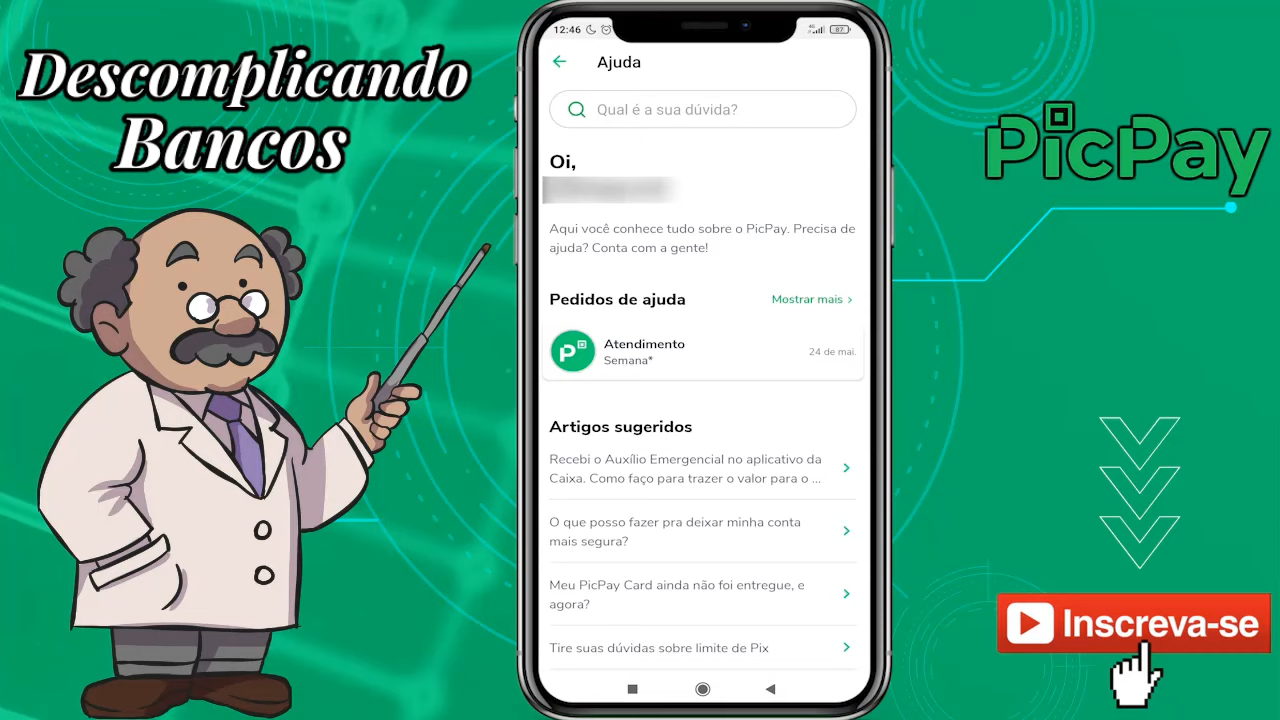 Descomplicando
Bancos
12:46
4G
87
Ajuda
Qual é a sua dúvida?
Oi,
Aqui você conhece tudo sobre o PicPay. Precisa de
ajuda? Conta com a gente!
Pedidos de ajuda
Mostrar mais
Atendimento
Semana*
24 de mai.
Artigos sugeridos
Recebi o Auxílio Emergencial no aplicativo da
Caixa. Como faço para trazer o valor para o ...
O que posso fazer pra deixar minha conta
mais segura?
Meu PicPay Card ainda não foi entregue, e
agora?
Tire suas dúvidas sobre limite de Pix
PicPay
Inscreva-se